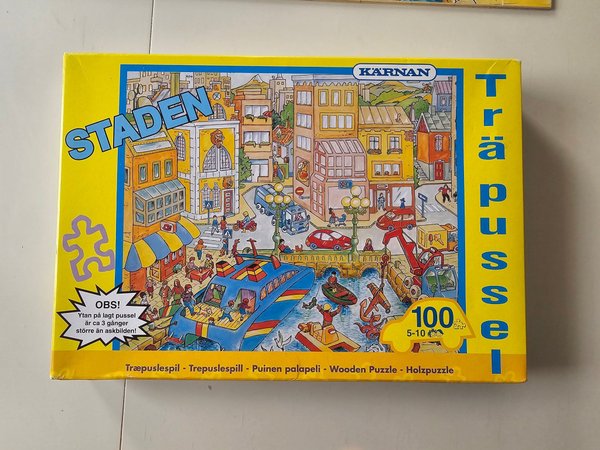 KÄRNAN
STADEN
Trä pussel
OBS!
Ytan på lagt pussel
är ca 3 gånger
större än askbilden!
100
5-10
Træpuslespil - Trepuslespill - Puinen palapeli - Wooden Puzzle - Holzpuzzle